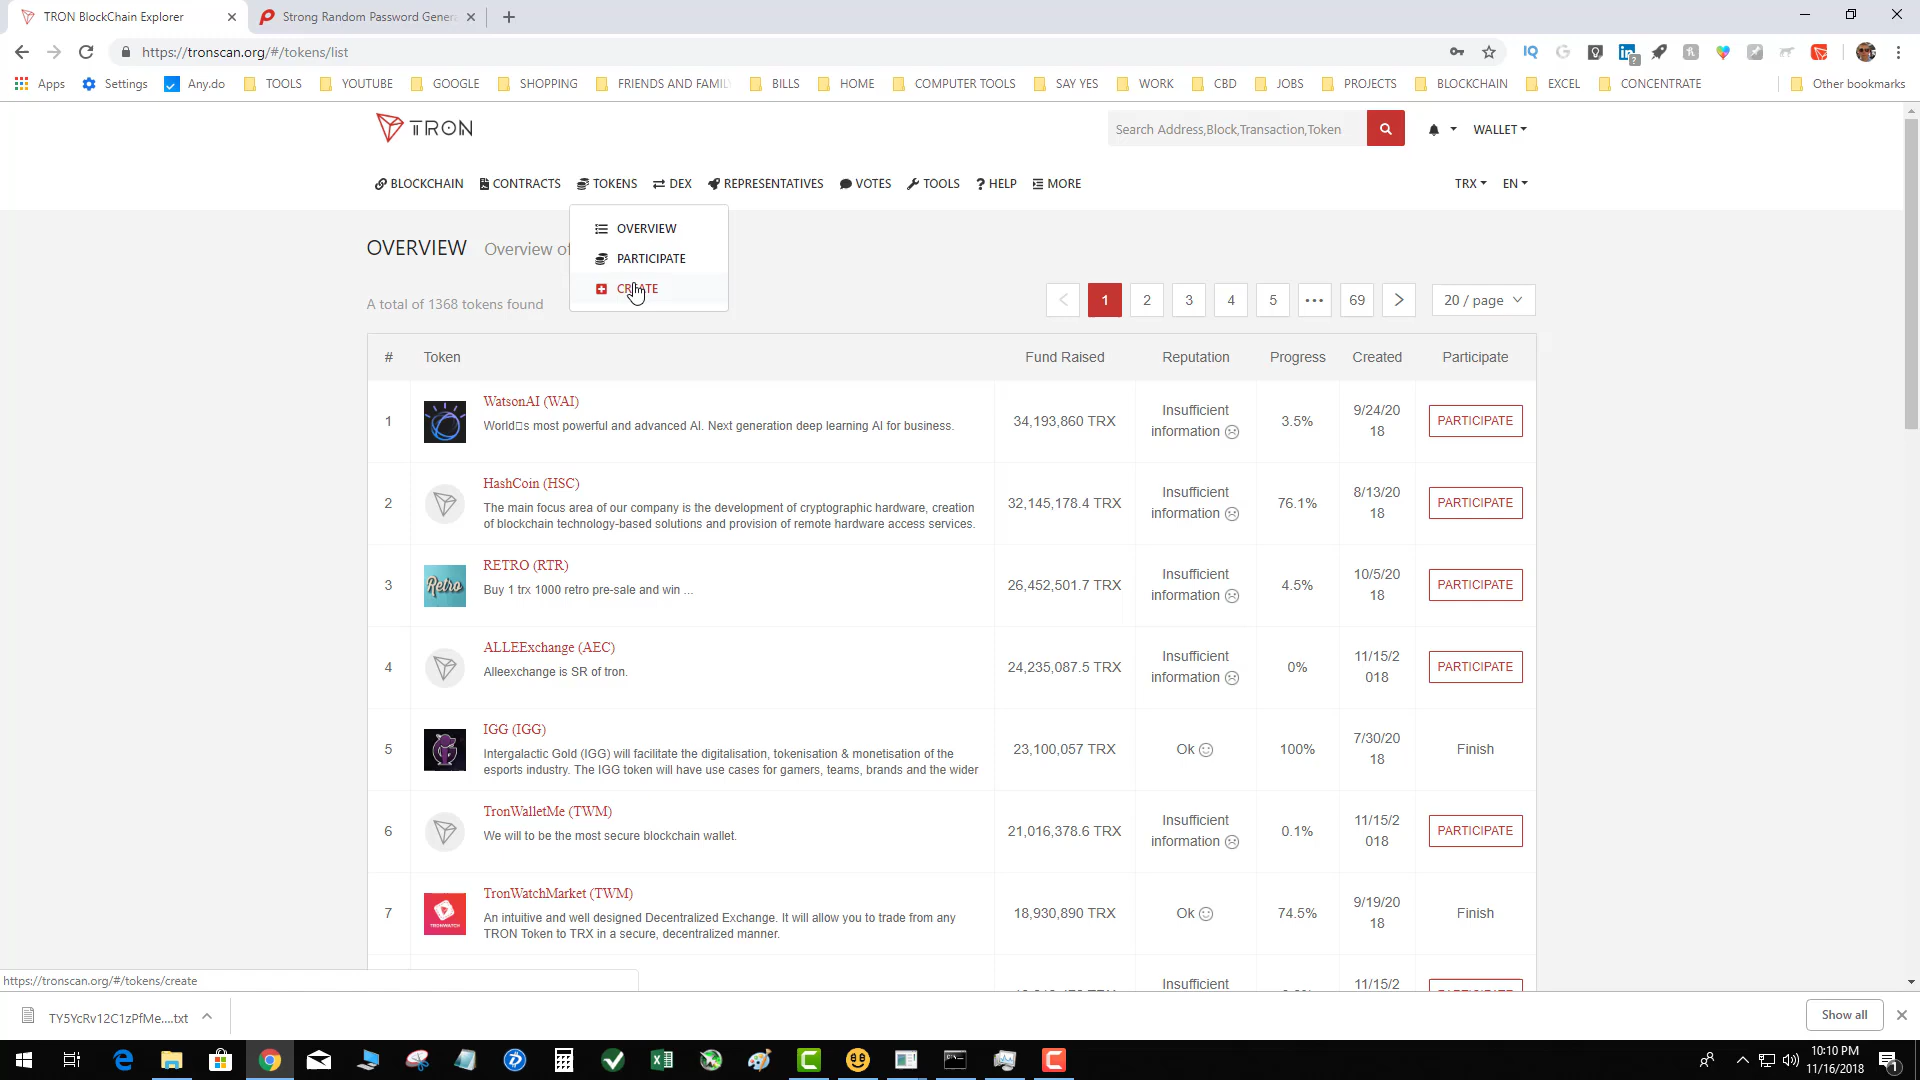 TRON BlockChain Explorer
Strong Random Password Gener
https://tronscan.org/#/tokens/list
Apps
Settings
Any.do
TOOLS
YOUTUBE
GOOGLE
SHOPPING
FRIENDS AND FAMIL
BILLS
HOME
COMPUTER TOOLS
SAY YES
WORK
CBD
JOBS
PROJECTS
BLOCKCHAIN
EXCEL
CONCENTRATE
Other bookmarks
TRON
Search Address,Block,Transaction,Token
WALLET
BLOCKCHAIN
CONTRACTS
TOKENS
DEX
REPRESENTATIVES
VOTES
TOOLS
HELP
MORE
TRX
EN
OVERVIEW
PARTICIPATE
CREATE
OVERVIEW Overview of
A total of 1368 tokens found
1 2 3 4 5 ••• 69
20 / page
# Token Fund Raised Reputation Progress Created Participate
1
WatsonAI (WAI)
World□s most powerful and advanced AI. Next generation deep learning AI for business.
34,193,860 TRX
Insufficient
information
3.5%
9/24/20
18
PARTICIPATE
2
HashCoin (HSC)
The main focus area of our company is the development of cryptographic hardware, creation
of blockchain technology-based solutions and provision of remote hardware access services.
32,145,178.4 TRX
Insufficient
information
76.1%
8/13/20
18
PARTICIPATE
3
Retro
RETRO (RTR)
Buy 1 trx 1000 retro pre-sale and win ...
26,452,501.7 TRX
Insufficient
information
4.5%
10/5/20
18
PARTICIPATE
4
ALLEExchange (AEC)
Alleexchange is SR of tron.
24,235,087.5 TRX
Insufficient
information
0%
11/15/2
018
PARTICIPATE
5
IGG (IGG)
Intergalactic Gold (IGG) will facilitate the digitalisation, tokenisation & monetisation of the
esports industry. The IGG token will have use cases for gamers, teams, brands and the wider
23,100,057 TRX
Ok
100%
7/30/20
18
Finish
6
TronWalletMe (TWM)
We will to be the most secure blockchain wallet.
21,016,378.6 TRX
Insufficient
information
0.1%
11/15/2
018
PARTICIPATE
7
TRONWATCH
TronWatchMarket (TWM)
An intuitive and well designed Decentralized Exchange. It will allow you to trade from any
TRON Token to TRX in a secure, decentralized manner.
18,930,890 TRX
Ok
74.5%
9/19/20
18
Finish
Insufficient
11/15/2
https://tronscan.org/#/tokens/create
TY5YcRv12C1zPfMe....txt
Show all
10:10 PM
11/16/2018
1